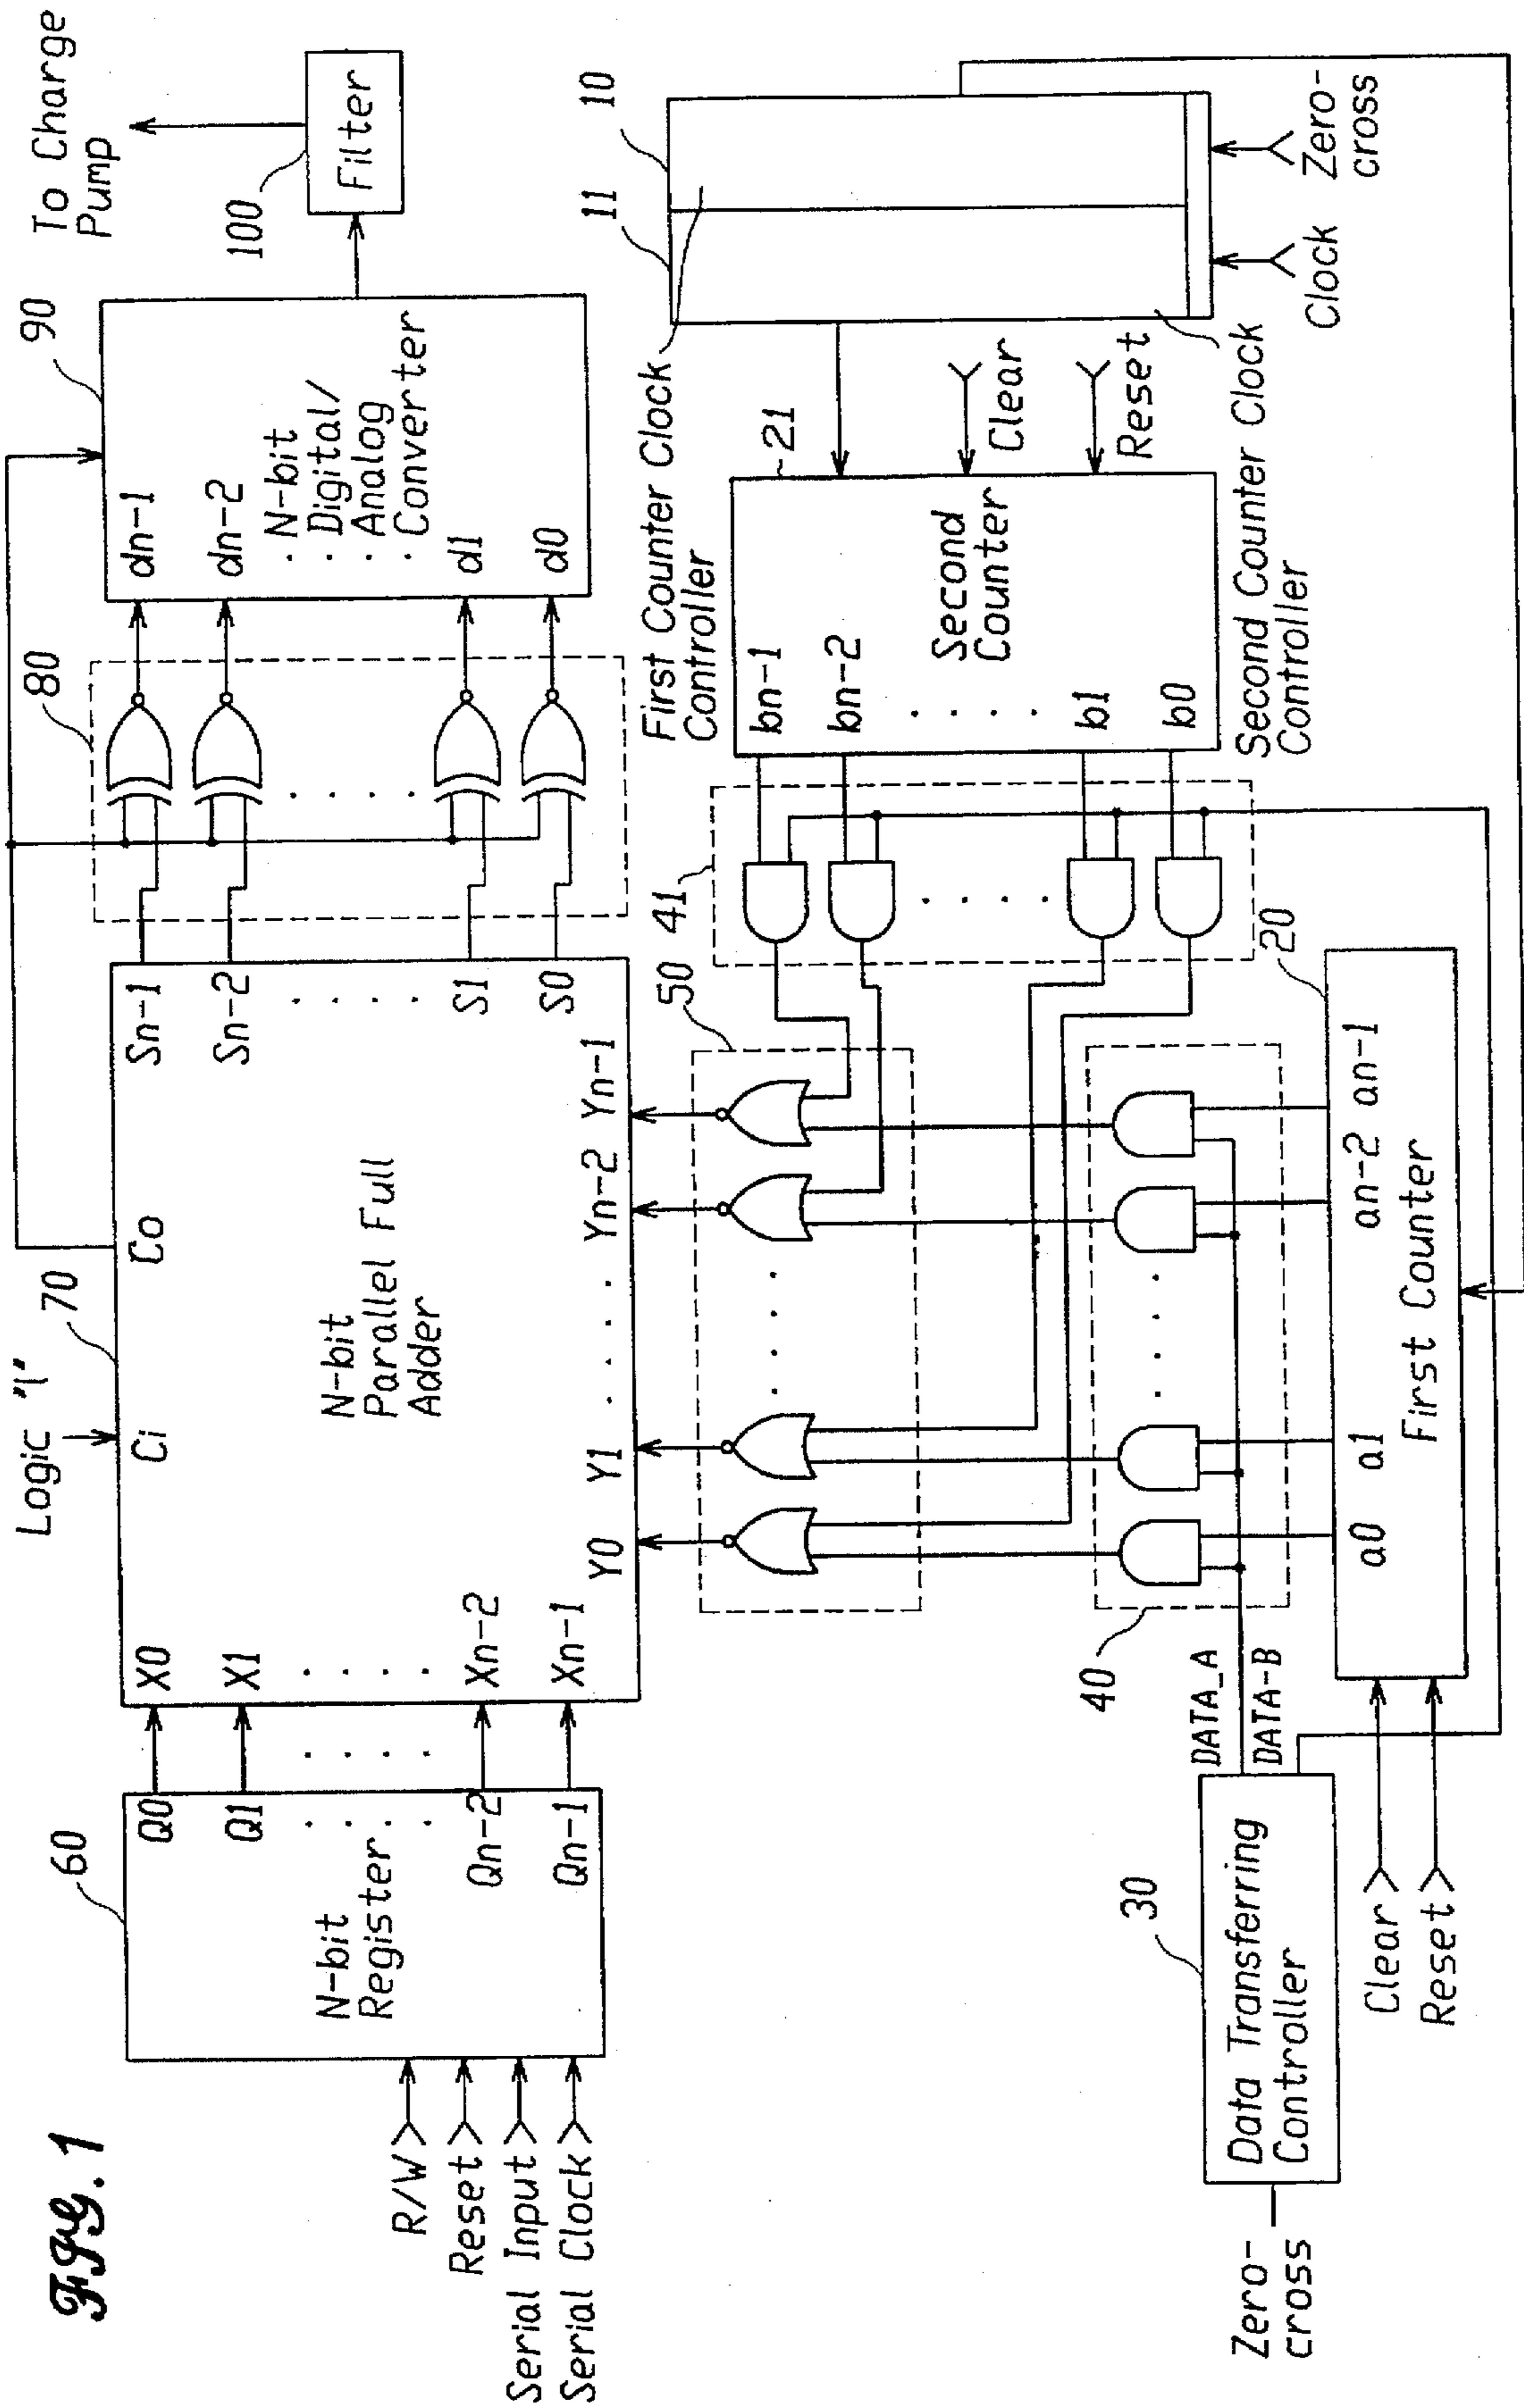 FIG. 1
Logic "1"
To Charge
Pump
60
70
80
90
100
Filter
Q0
Q1
Qn-2
Qn-1
N-bit
Register
R/W
Reset
Serial Input
Serial Clock
X0
X1
Xn-2
Xn-1
Ci
Co
N-bit
Parallel Full
Adder
Sn-1
Sn-2
S1
S0
Y0
Y1
Yn-2
Yn-1
dn-1
dn-2
N-bit
Digital/
Analog
Converter
d1
d0
First Counter Clock
Controller
11
10
50
41
21
bn-1
bn-2
Second
Counter
b1
b0
Clear
Reset
Second Counter Clock
Controller
Clock
Zero-
cross
40
20
30
DATA_A
DATA-B
Data Transferring
Controller
Zero-
cross
a0
a1
an-2
an-1
First Counter
Clear
Reset